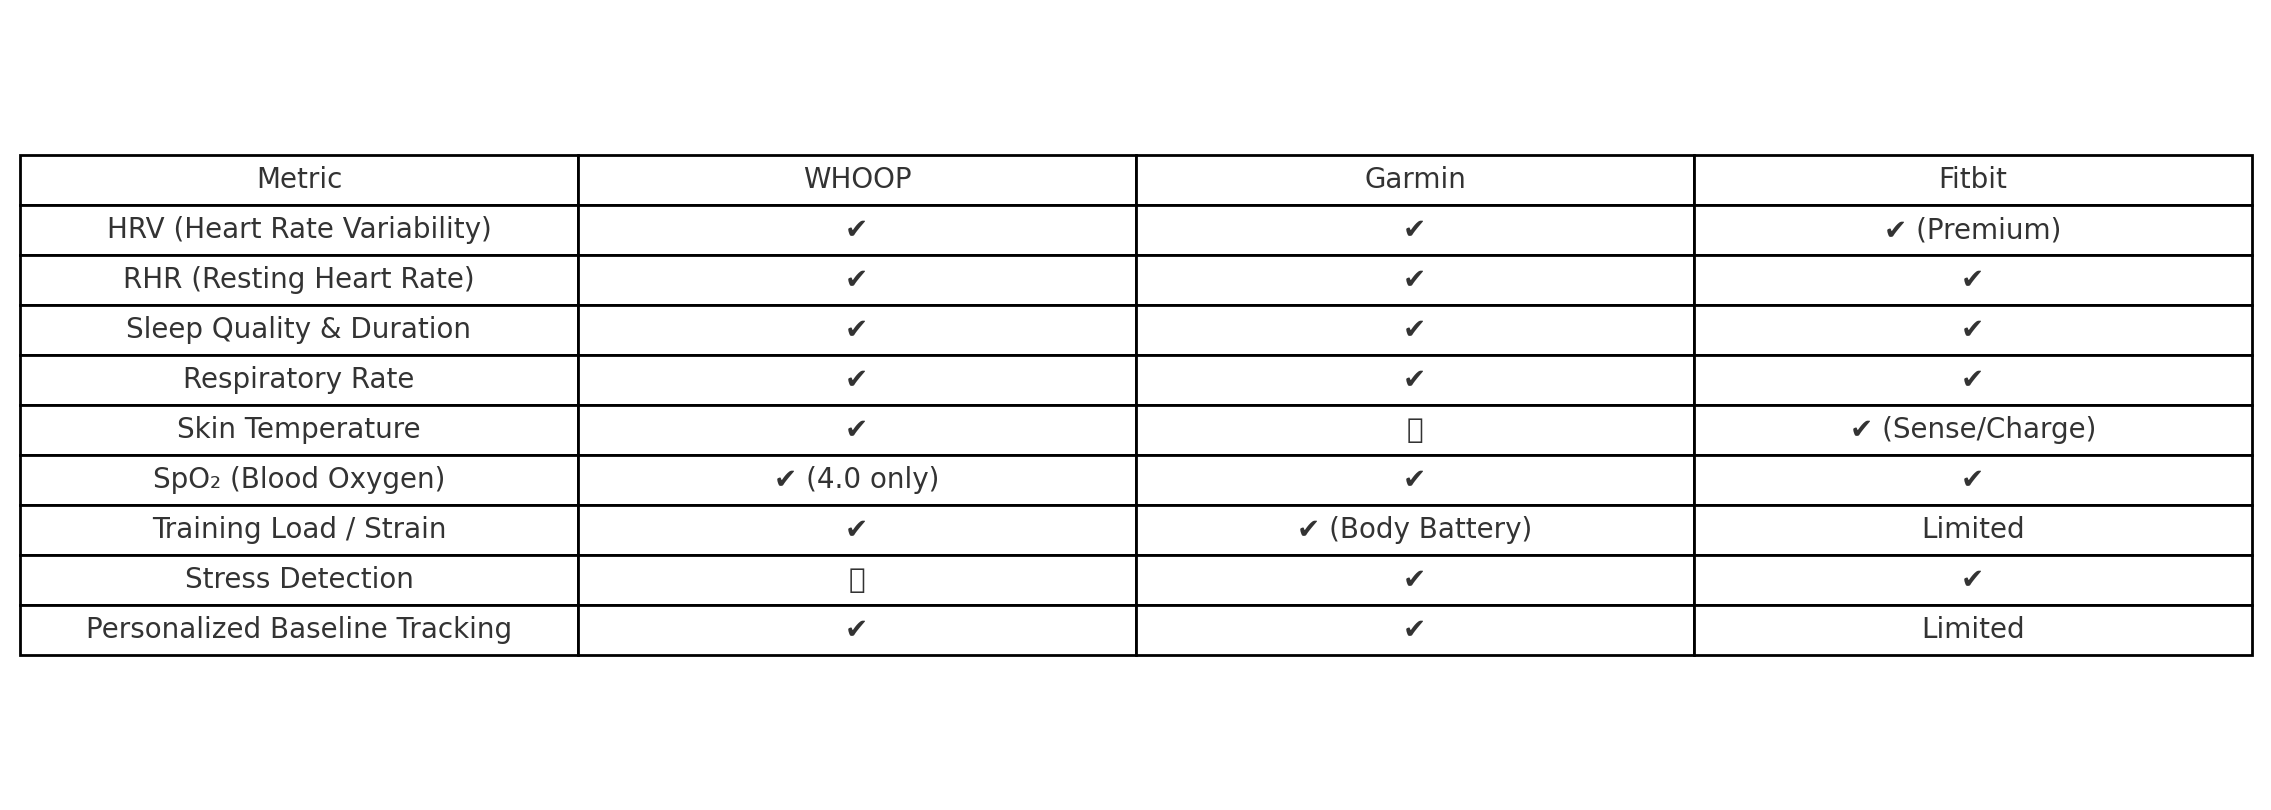 Metric WHOOP Garmin Fitbit
HRV (Heart Rate Variability) ✔ ✔ ✔ (Premium)
RHR (Resting Heart Rate) ✔ ✔ ✔
Sleep Quality & Duration ✔ ✔ ✔
Respiratory Rate ✔ ✔ ✔
Skin Temperature ✔ ▯ ✔ (Sense/Charge)
SpO₂ (Blood Oxygen) ✔ (4.0 only) ✔ ✔
Training Load / Strain ✔ ✔ (Body Battery) Limited
Stress Detection ▯ ✔ ✔
Personalized Baseline Tracking ✔ ✔ Limited